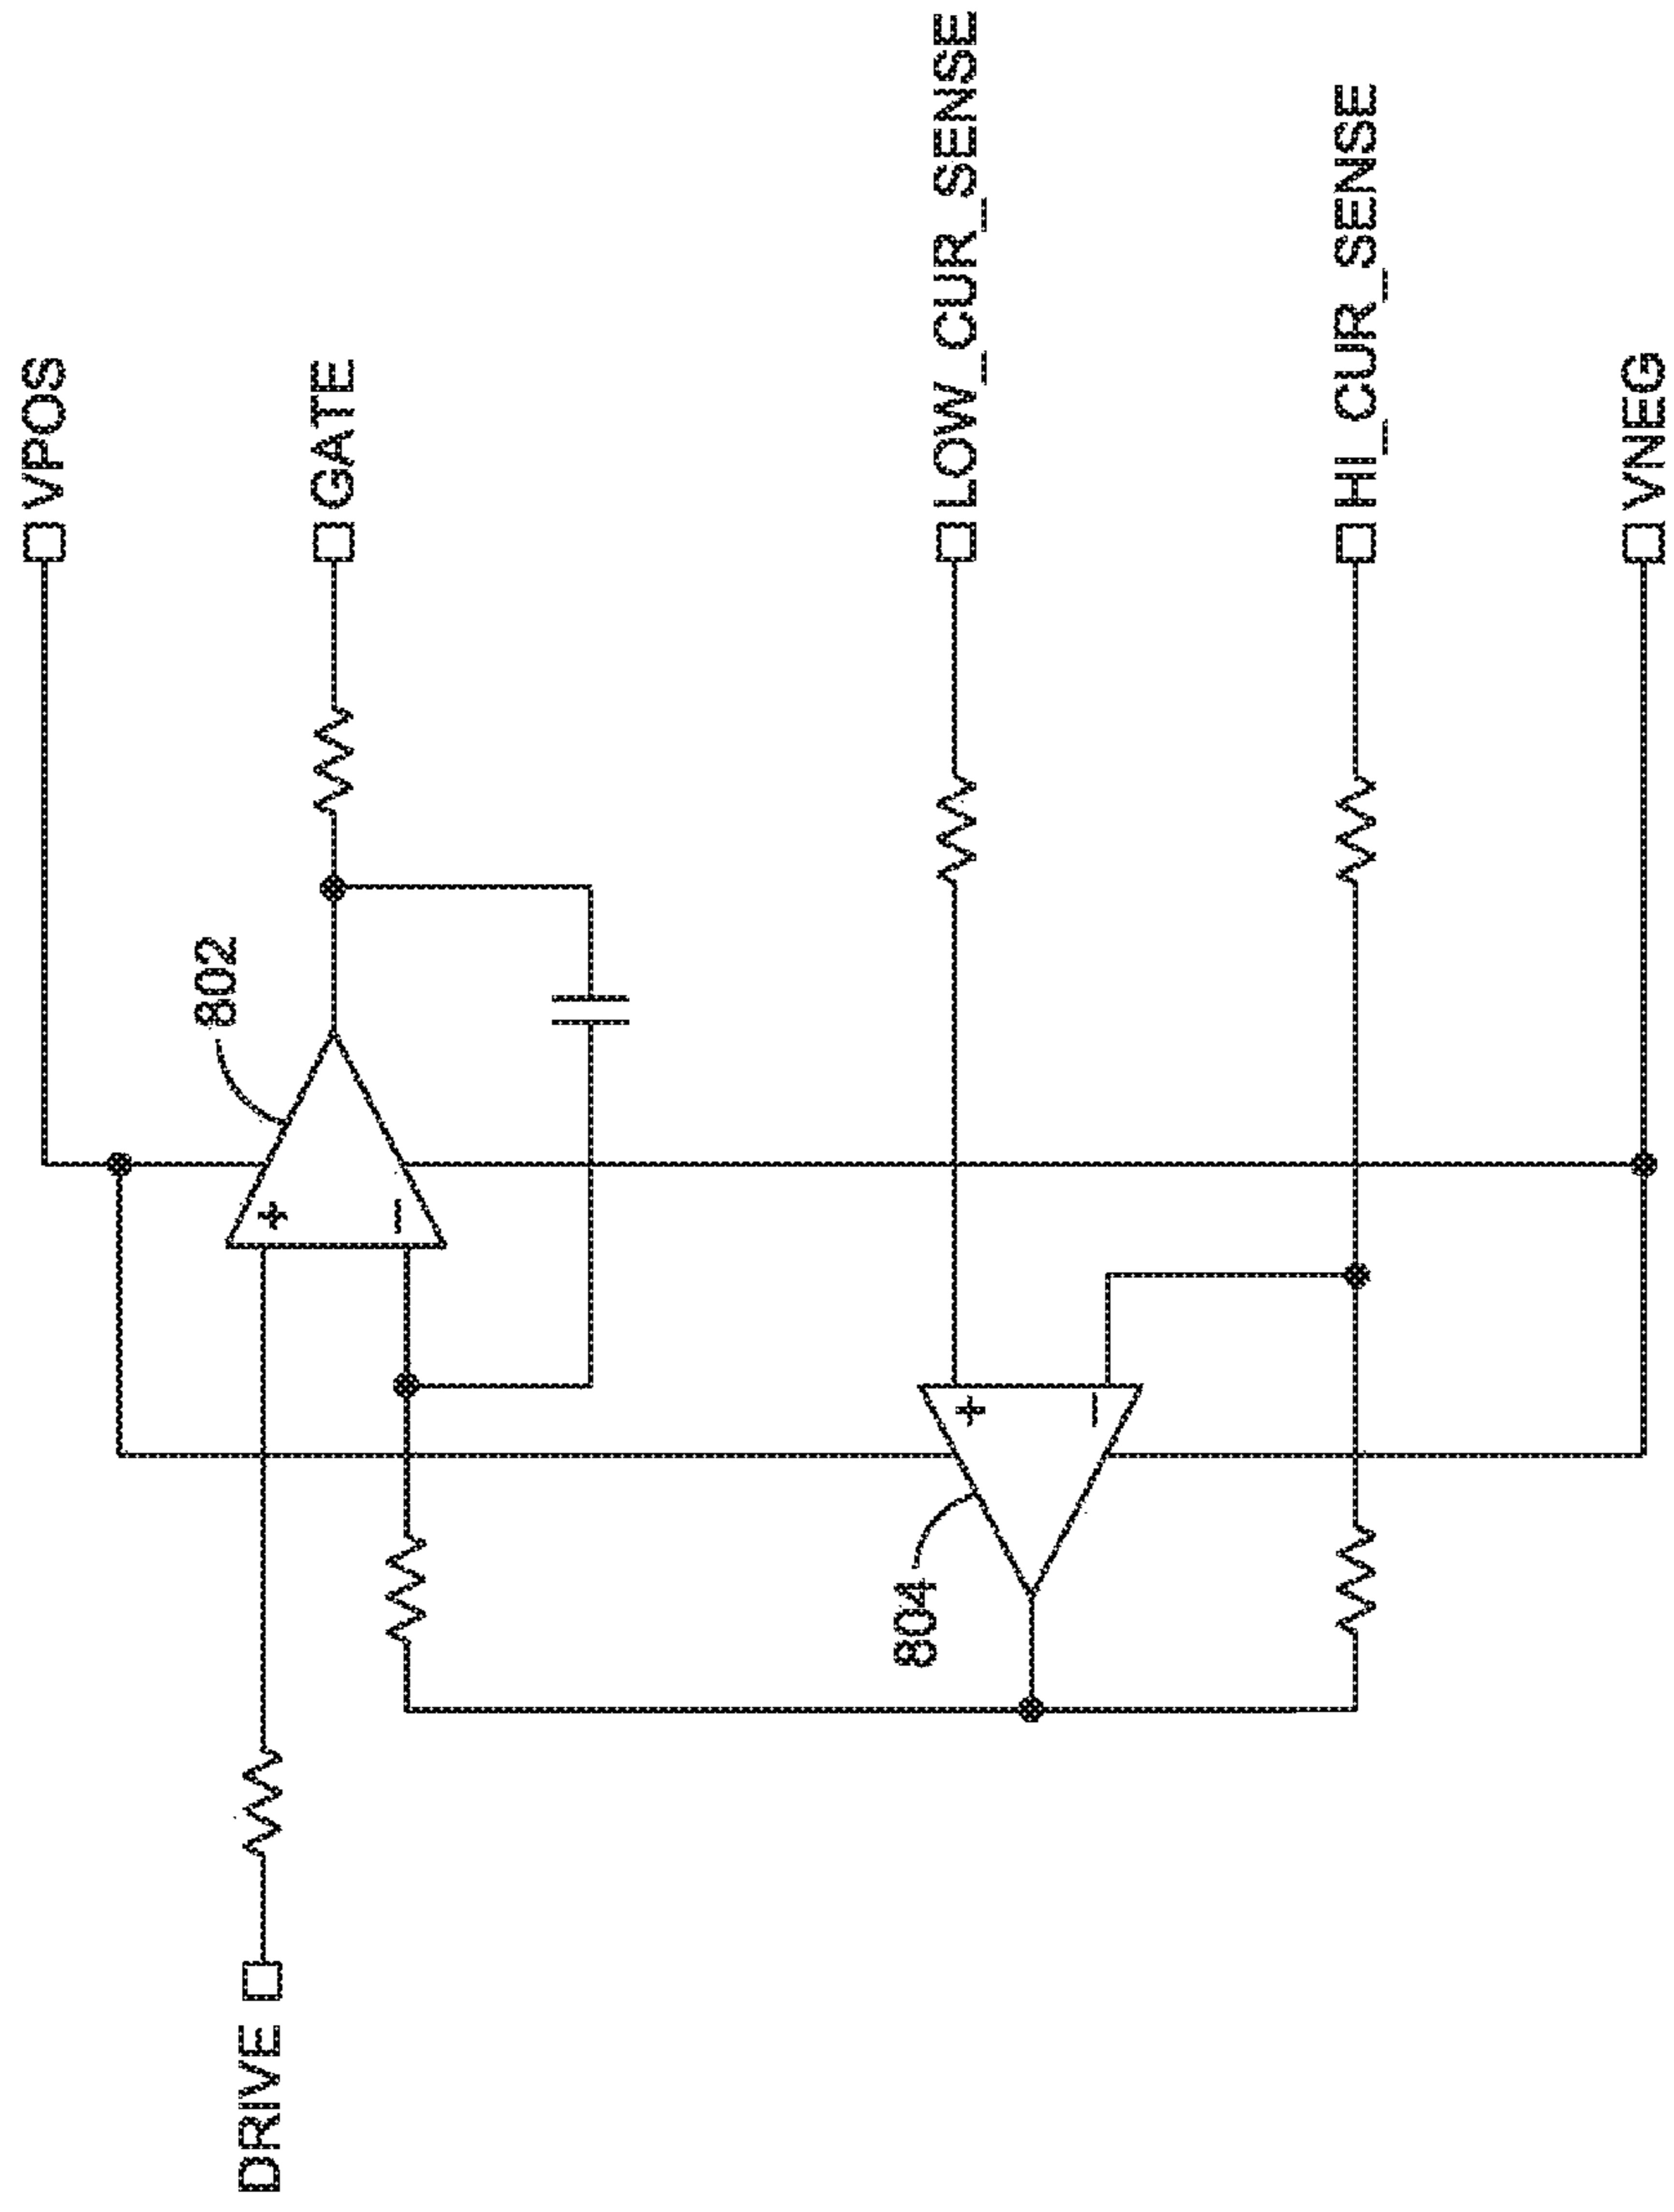 VPOS
GATE
802
+
−
DRIVE
LOW_CUR_SENSE
804
+
−
HI_CUR_SENSE
VNEG